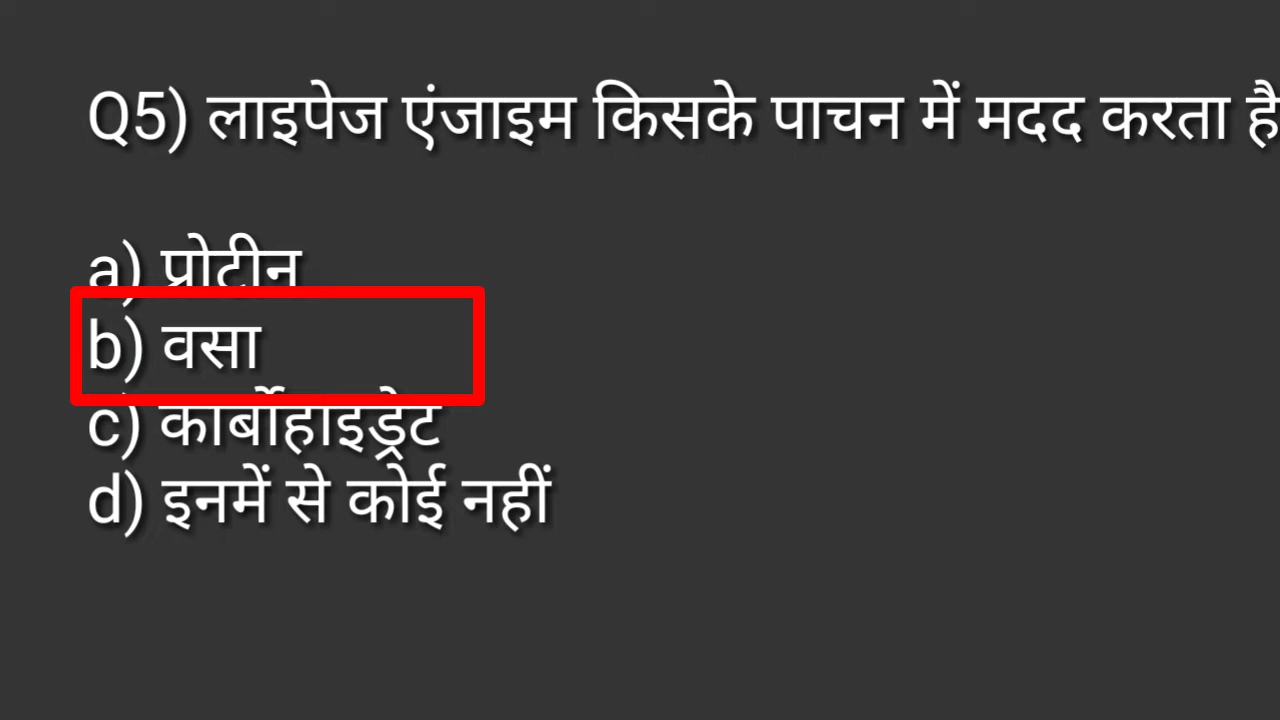 Q5) लाइपेज एंजाइम किसके पाचन में मदद करता है
a) प्रोटीन
b) वसा
c) कार्बोहाइड्रेट
d) इनमें से कोई नहीं